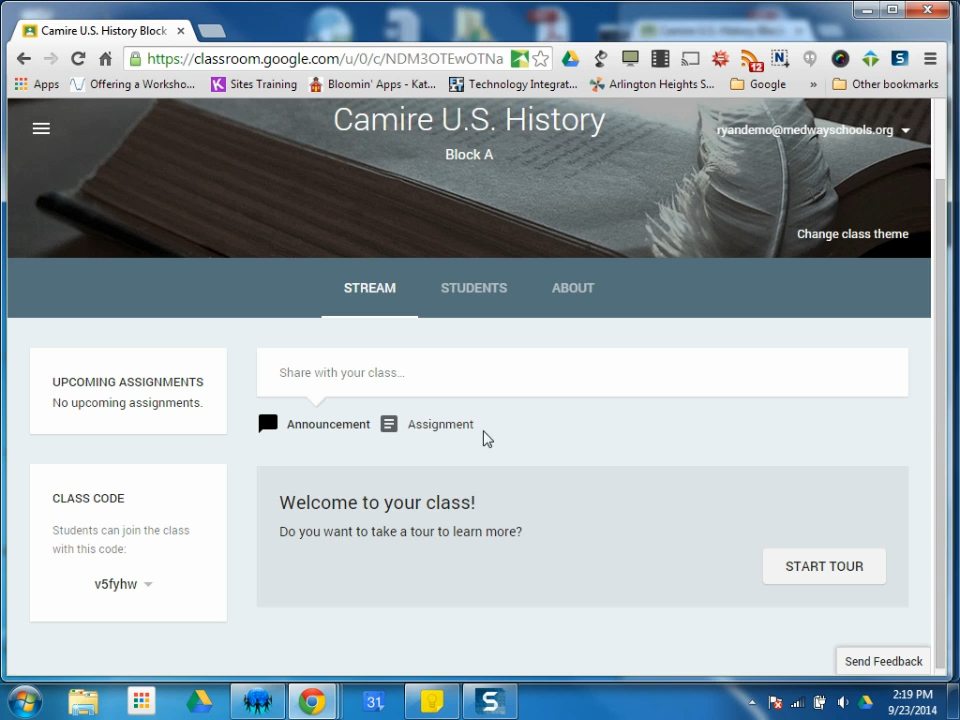 Camire U.S. History Block
https://classroom.google.com/u/0/c/NDM3OTEwOTNa
12
Apps
Offering a Worksho...
Sites Training
Bloomin' Apps - Kat...
Technology Integrat...
Arlington Heights S...
Google
»
Other bookmarks
Camire U.S. History
ryandemo@medwayschools.org
Block A
Change class theme
STREAM
STUDENTS
ABOUT
UPCOMING ASSIGNMENTS
No upcoming assignments.
Share with your class...
Announcement
Assignment
CLASS CODE
Students can join the class
with this code:
v5fyhw
Welcome to your class!
Do you want to take a tour to learn more?
START TOUR
Send Feedback
31
S
2:19 PM
9/23/2014